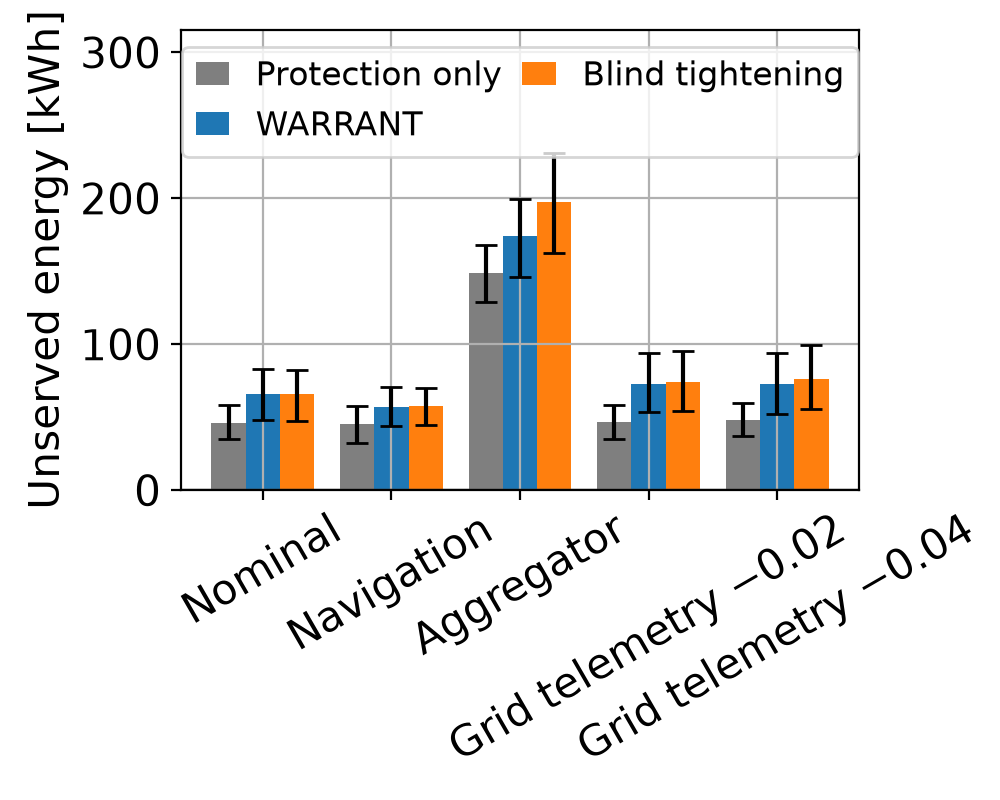 Unserved energy [kWh]
300
200
100
0
Protection only
Blind tightening
WARRANT
Nominal
Navigation
Aggregator
Grid telemetry −0.02
Grid telemetry −0.04